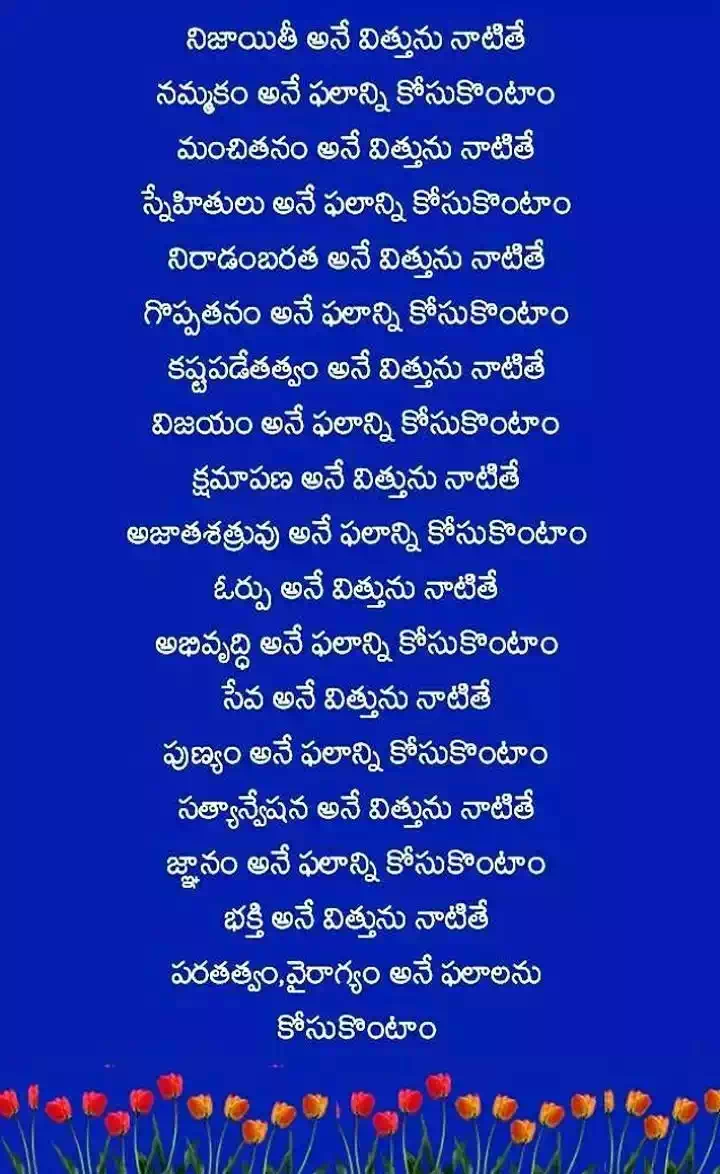 నిజాయితీ అనే విత్తును నాటితే
నమ్మకం అనే ఫలాన్ని కోసుకొంటాం
మంచితనం అనే విత్తును నాటితే
స్నేహితులు అనే ఫలాన్ని కోసుకొంటాం
నిరాడంబరత అనే విత్తును నాటితే
గొప్పతనం అనే ఫలాన్ని కోసుకొంటాం
కష్టపడేతత్వం అనే విత్తును నాటితే
విజయం అనే ఫలాన్ని కోసుకొంటాం
క్షమాపణ అనే విత్తును నాటితే
అజాతశత్రువు అనే ఫలాన్ని కోసుకొంటాం
ఓర్పు అనే విత్తును నాటితే
అభివృద్ధి అనే ఫలాన్ని కోసుకొంటాం
సేవ అనే విత్తును నాటితే
పుణ్యం అనే ఫలాన్ని కోసుకొంటాం
సత్యాన్వేషన అనే విత్తును నాటితే
జ్ఞానం అనే ఫలాన్ని కోసుకొంటాం
భక్తి అనే విత్తును నాటితే
పరతత్వం,వైరాగ్యం అనే ఫలాలను
కోసుకొంటాం